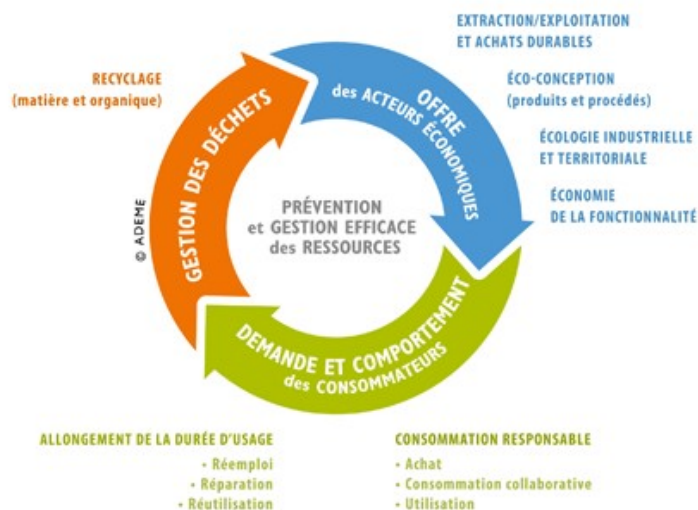 EXTRACTION/EXPLOITATION
ET ACHATS DURABLES
RECYCLAGE
(matière et organique)
ÉCO-CONCEPTION
(produits et procédés)
ÉCOLOGIE INDUSTRIELLE
ET TERRITORIALE
ÉCONOMIE
DE LA FONCTIONNALITÉ
OFFRE
des ACTEURS ÉCONOMIQUES
GESTION DES DÉCHETS
PRÉVENTION
et GESTION EFFICACE
des RESSOURCES
© ADEME
DEMANDE ET COMPORTEMENT
des CONSOMMATEURS
ALLONGEMENT DE LA DURÉE D'USAGE
• Réemploi
• Réparation
• Réutilisation
CONSOMMATION RESPONSABLE
• Achat
• Consommation collaborative
• Utilisation